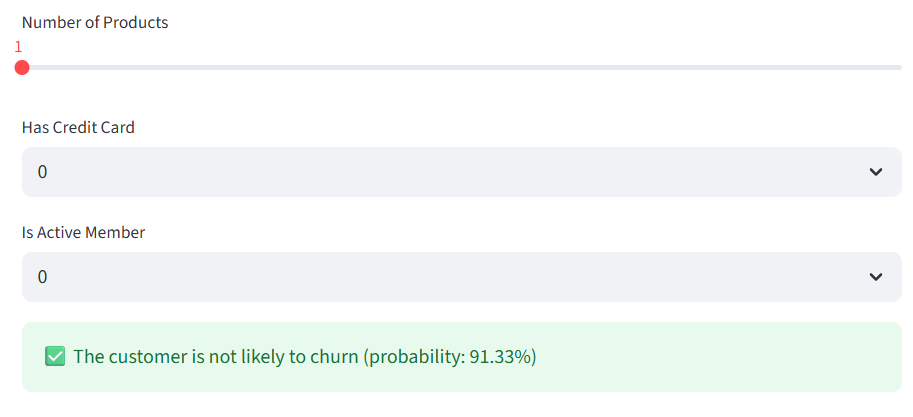 Number of Products
1
Has Credit Card
0
Is Active Member
0
✅ The customer is not likely to churn (probability: 91.33%)